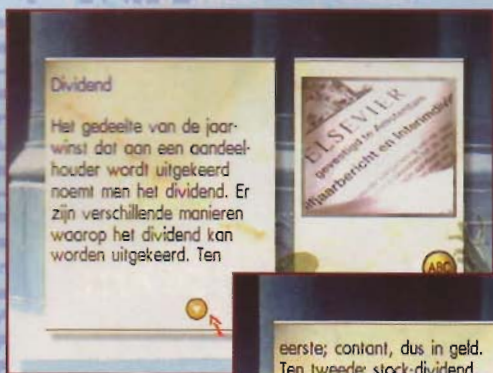 Dividend
Het gedeelte van de jaar-
winst dat aan een aandeel-
houder wordt uitgekeerd
noemt men het dividend. Er
zijn verschillende manieren
waarop het dividend kan
worden uitgekeerd. Ten
ELSEVIER
gevestigd te Amsterdam
lfjaarbericht en Interimdivi
ABC
eerste; contant, dus in geld.
Ten tweede; stock-dividend